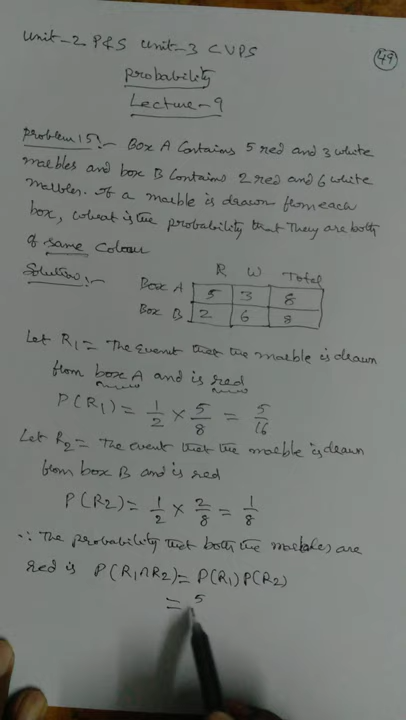 Unit-2 P&S Unit-3 CVPS
49
Probability
Lecture-9
Problem 15:- Box A Contains 5 red and 3 white
marbles and box B contains 2 red and 6 white
marbles. If a marble is drawn from each
box, what is the probability that they are both
of same colour
Solution:-
R W Total
Box A 5 3 8
Box B 2 6 8
Let R₁ = The event that the marble is drawn
from box A and is red
P(R₁) = 1/2 × 5/8 = 5/16
Let R₂ = The event that the marble is drawn
from box B and is red
P(R₂) = 1/2 × 2/8 = 1/8
∴ The probability that both the marbles are
red is P(R₁∩R₂) = P(R₁)P(R₂)
= 5